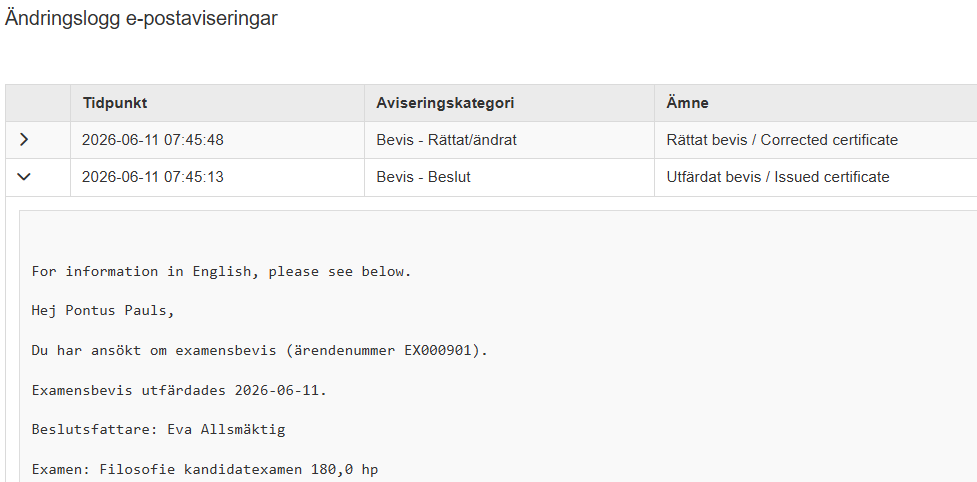 Ändringslogg e-postaviseringar
Tidpunkt Aviseringskategori Ämne
2026-06-11 07:45:48 Bevis - Rättat/ändrat Rättat bevis / Corrected certificate
2026-06-11 07:45:13 Bevis - Beslut Utfärdat bevis / Issued certificate
For information in English, please see below.
Hej Pontus Pauls,
Du har ansökt om examensbevis (ärendenummer EX000901).
Examensbevis utfärdades 2026-06-11.
Beslutsfattare: Eva Allsmäktig
Examen: Filosofie kandidatexamen 180,0 hp